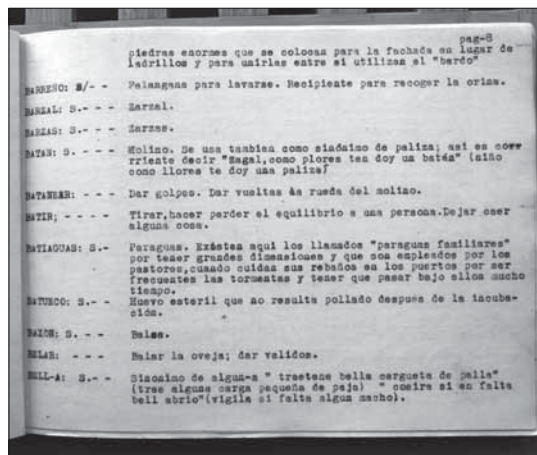 pag-8
piedras enormes que se colocan para la fachada en lugar de
ladrillos y para unirlas entre si utilizan el "bardo"
BARREÑO: S/- - Palangana para lavarse. Recipiente para recoger la orina.
BARZAL: S.- - - Zarzal.
BARZAS: S.- - - Zarzas.
BATAN: S. - - - Molino. Se usa tambien como sinónimo de paliza; asi es corr
rriente decir "Zagal,como plores ten doy un batán" (niño
como llores te doy una paliza)
BATANEAR: - - - Dar golpes. Dar vueltas la rueda del molino.
BATIR; - - - - Tirar,hacer perder el equilibrio a una persona.Dejar caer
alguna cosa.
BATIAGUAS: S.- Paraguas. Existen aqui los llamados "paraguas familiares"
por tener grandes dimensiones y que son empleados por los
pastores,cuando cuidan sus rebaños en los puertos por ser
frecuentes las tormentas y tener que pasar bajo ellos mucho
tiempo.
BATUECO: S.- - Huevo esteril que no resulta pollado despues de la incuba-
ción.
BAXON: S. - - Balsa.
BELAR: - - - Balar la oveja; dar validos.
BELL-A: S.- - Sinonimo de algun-a " traetene bella cargueta de palla"
(trae alguna carga pequeña de paja) " cosira si en falta
bell abrio"(vigila si falta algun macho).